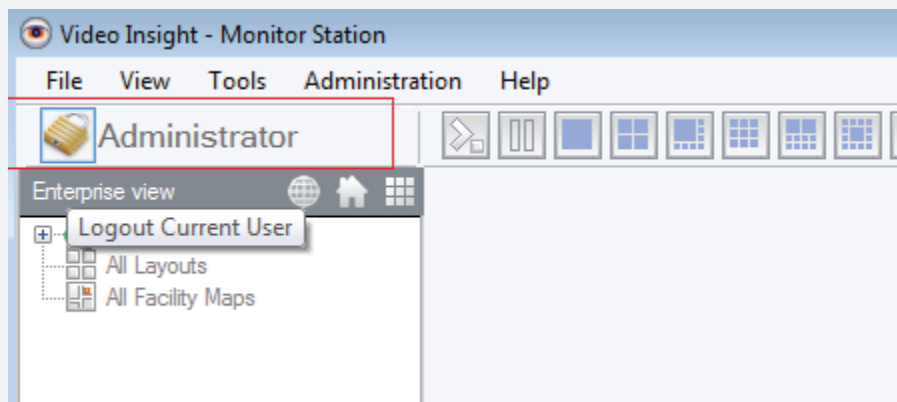 Video Insight - Monitor Station
File View Tools Administration Help
Administrator
Enterprise view
Logout Current User
All Layouts
All Facility Maps